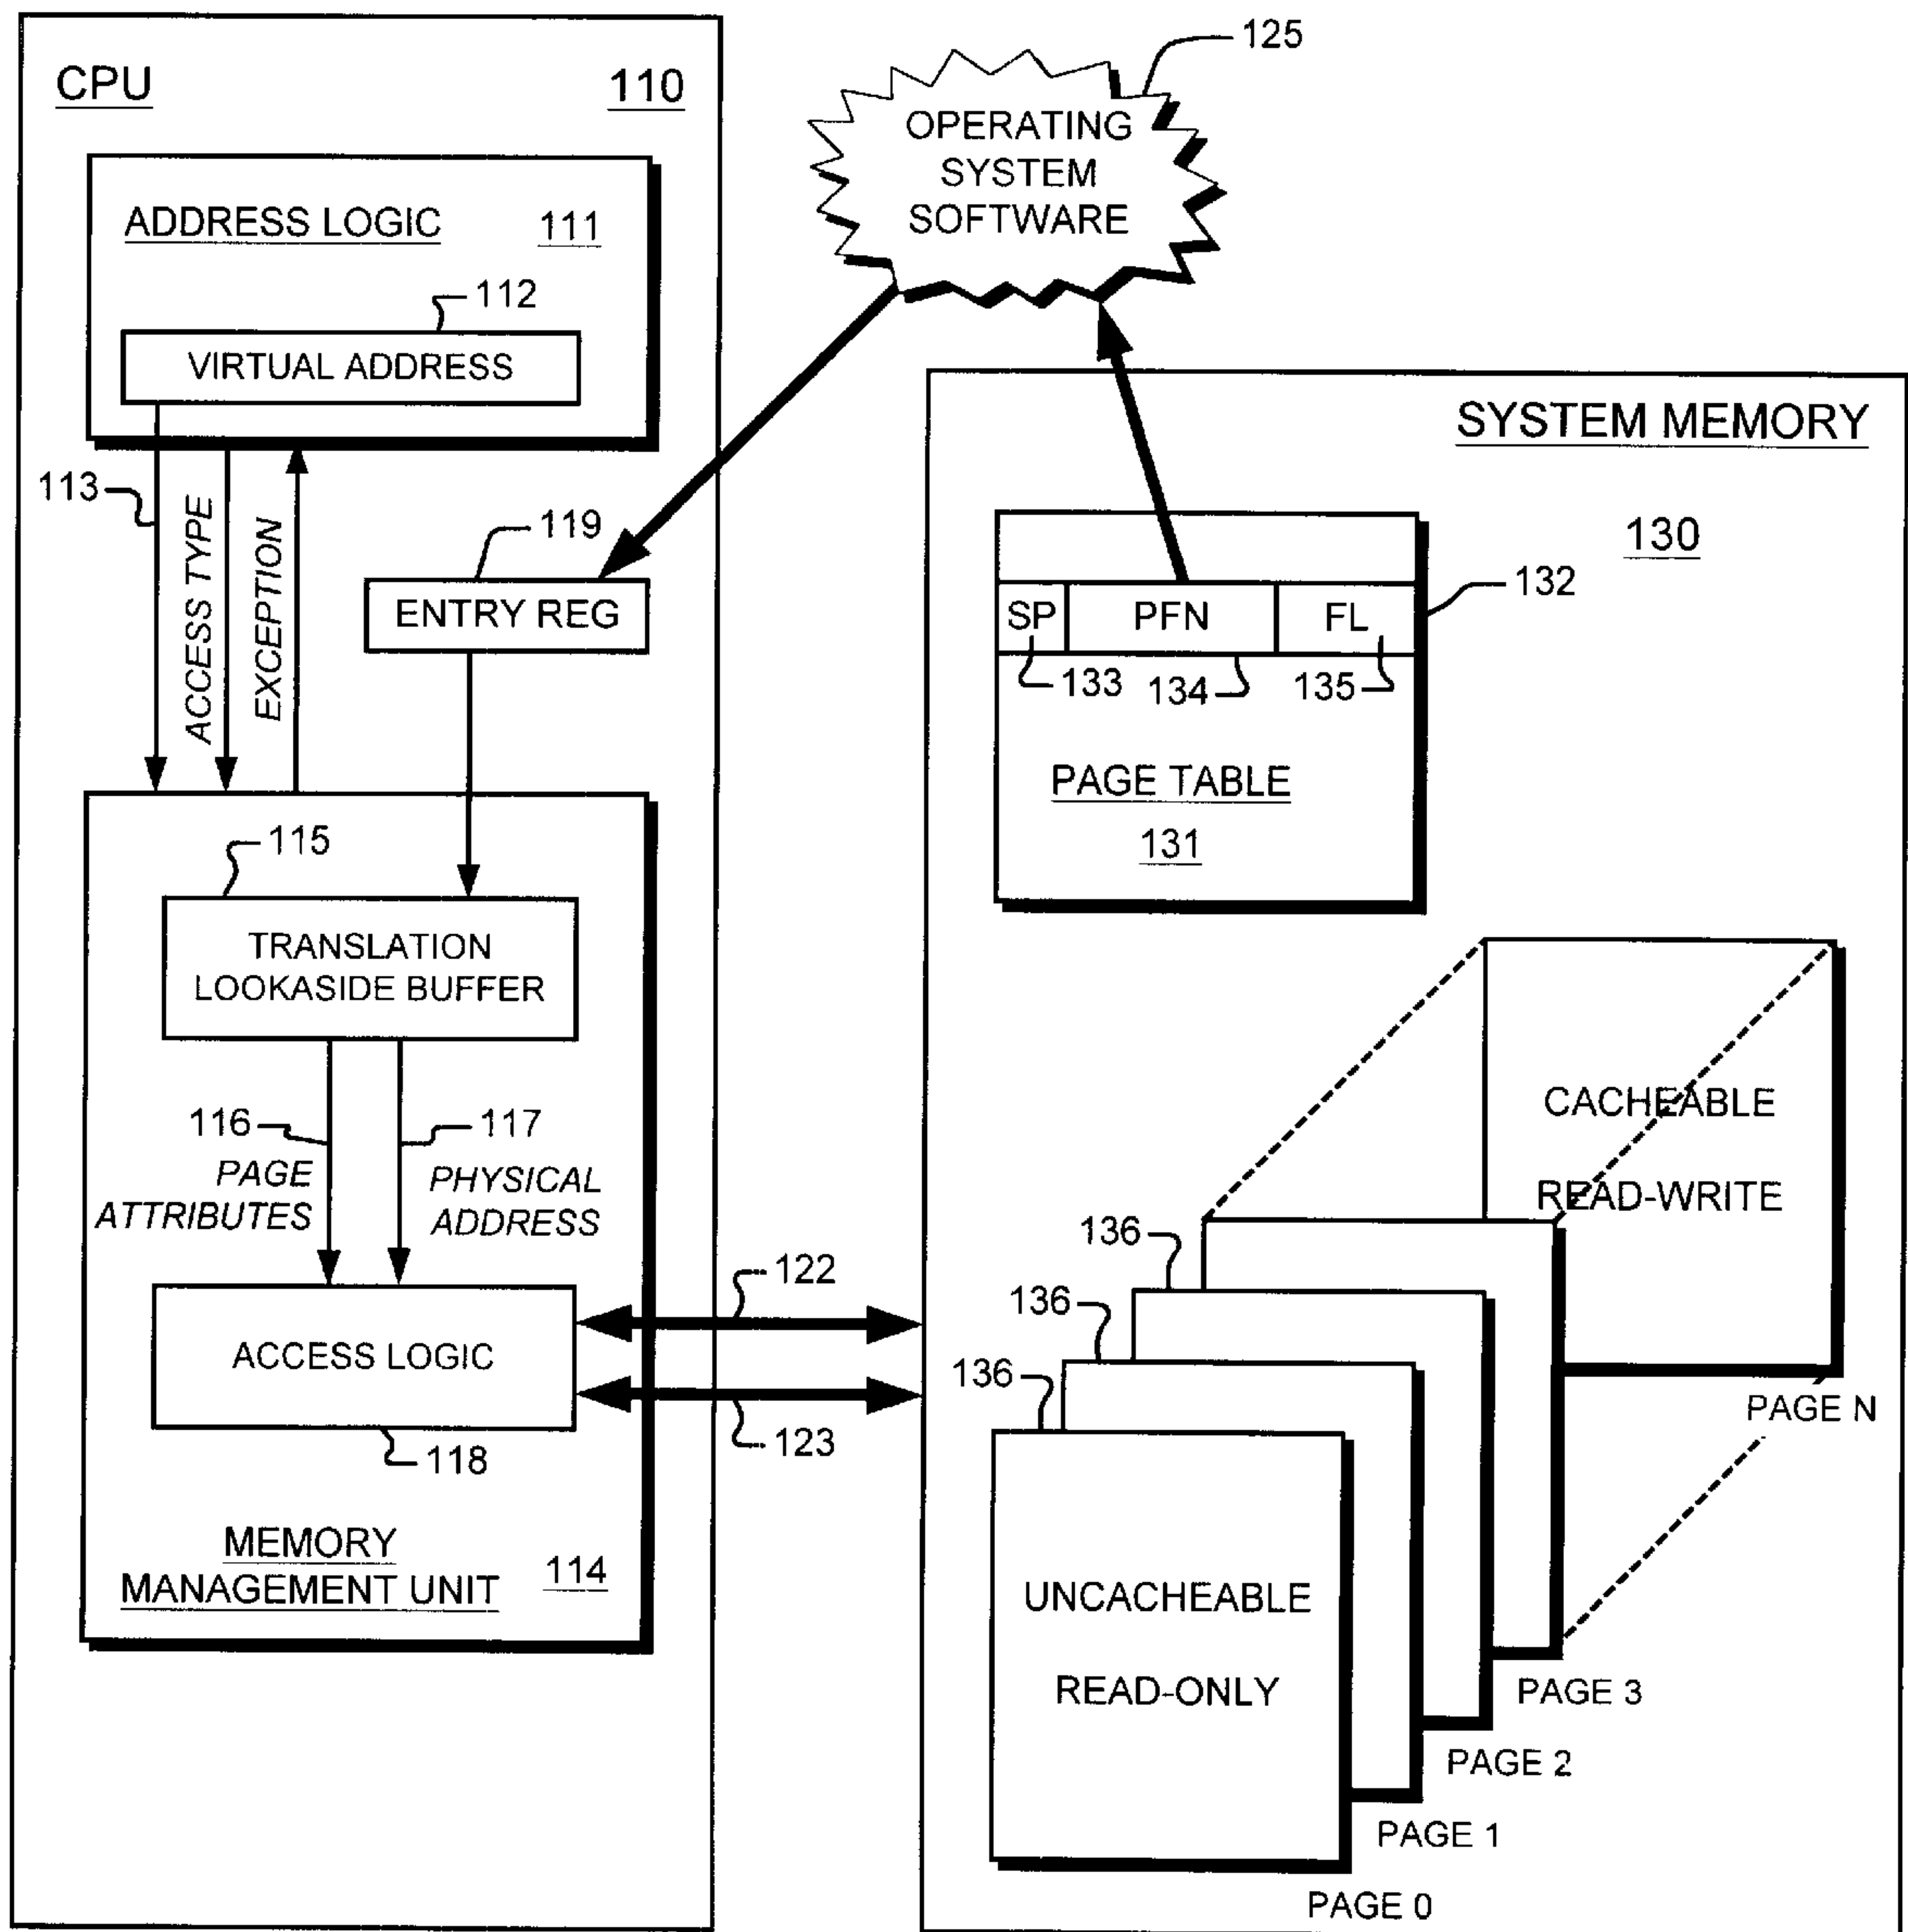 CPU
110
ADDRESS LOGIC
111
112
VIRTUAL ADDRESS
113
ACCESS TYPE
EXCEPTION
119
ENTRY REG
115
TRANSLATION
LOOKASIDE BUFFER
116
117
PAGE
ATTRIBUTES
PHYSICAL
ADDRESS
ACCESS LOGIC
118
MEMORY
MANAGEMENT UNIT
114
122
123
125
OPERATING
SYSTEM
SOFTWARE
SYSTEM MEMORY
130
132
SP
PFN
FL
133
134
135
PAGE TABLE
131
CACHEABLE
READ-WRITE
136
136
136
PAGE N
UNCACHEABLE
READ-ONLY
PAGE 3
PAGE 2
PAGE 1
PAGE 0